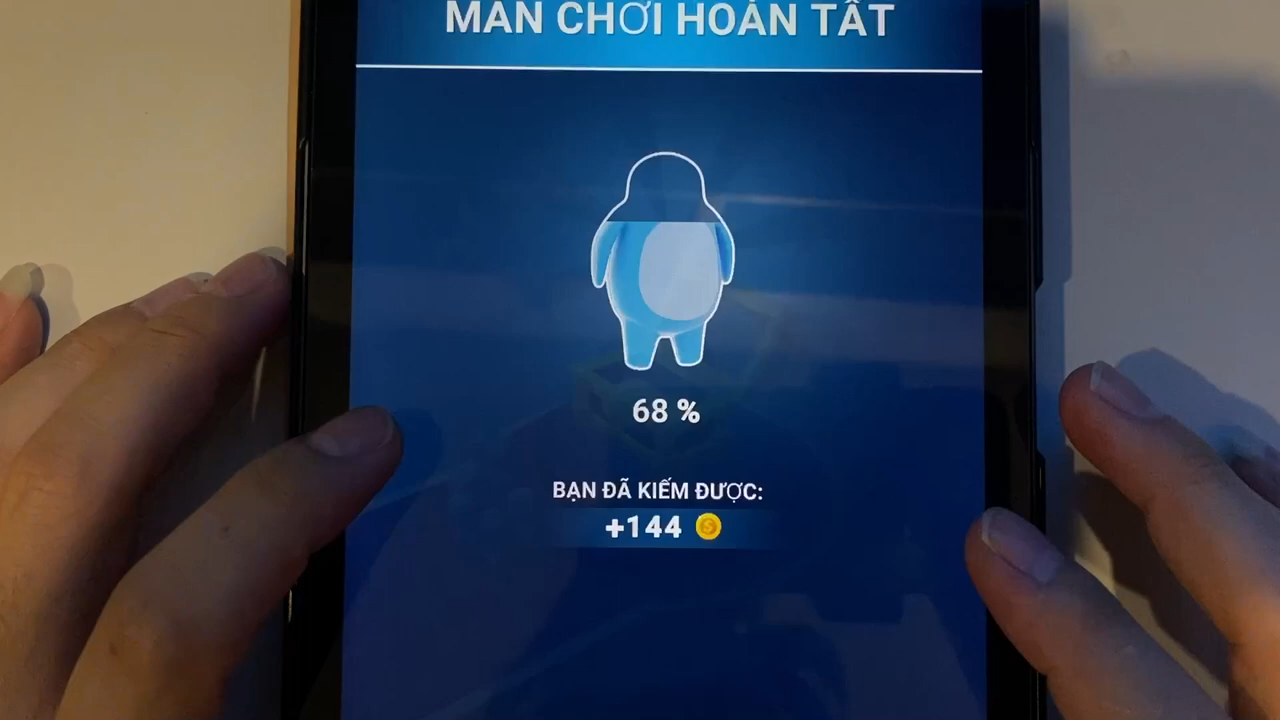 MÀN CHƠI HOÀN TẤT
68 %
BẠN ĐÃ KIẾM ĐƯỢC:
+144